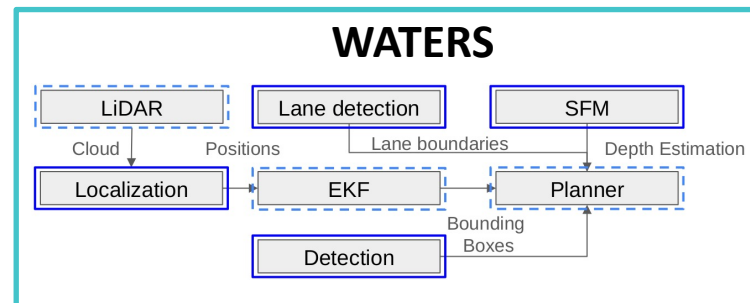 WATERS
LiDAR
Lane detection
SFM
Cloud
Positions
Lane boundaries
Depth Estimation
Localization
EKF
Planner
Bounding
Boxes
Detection